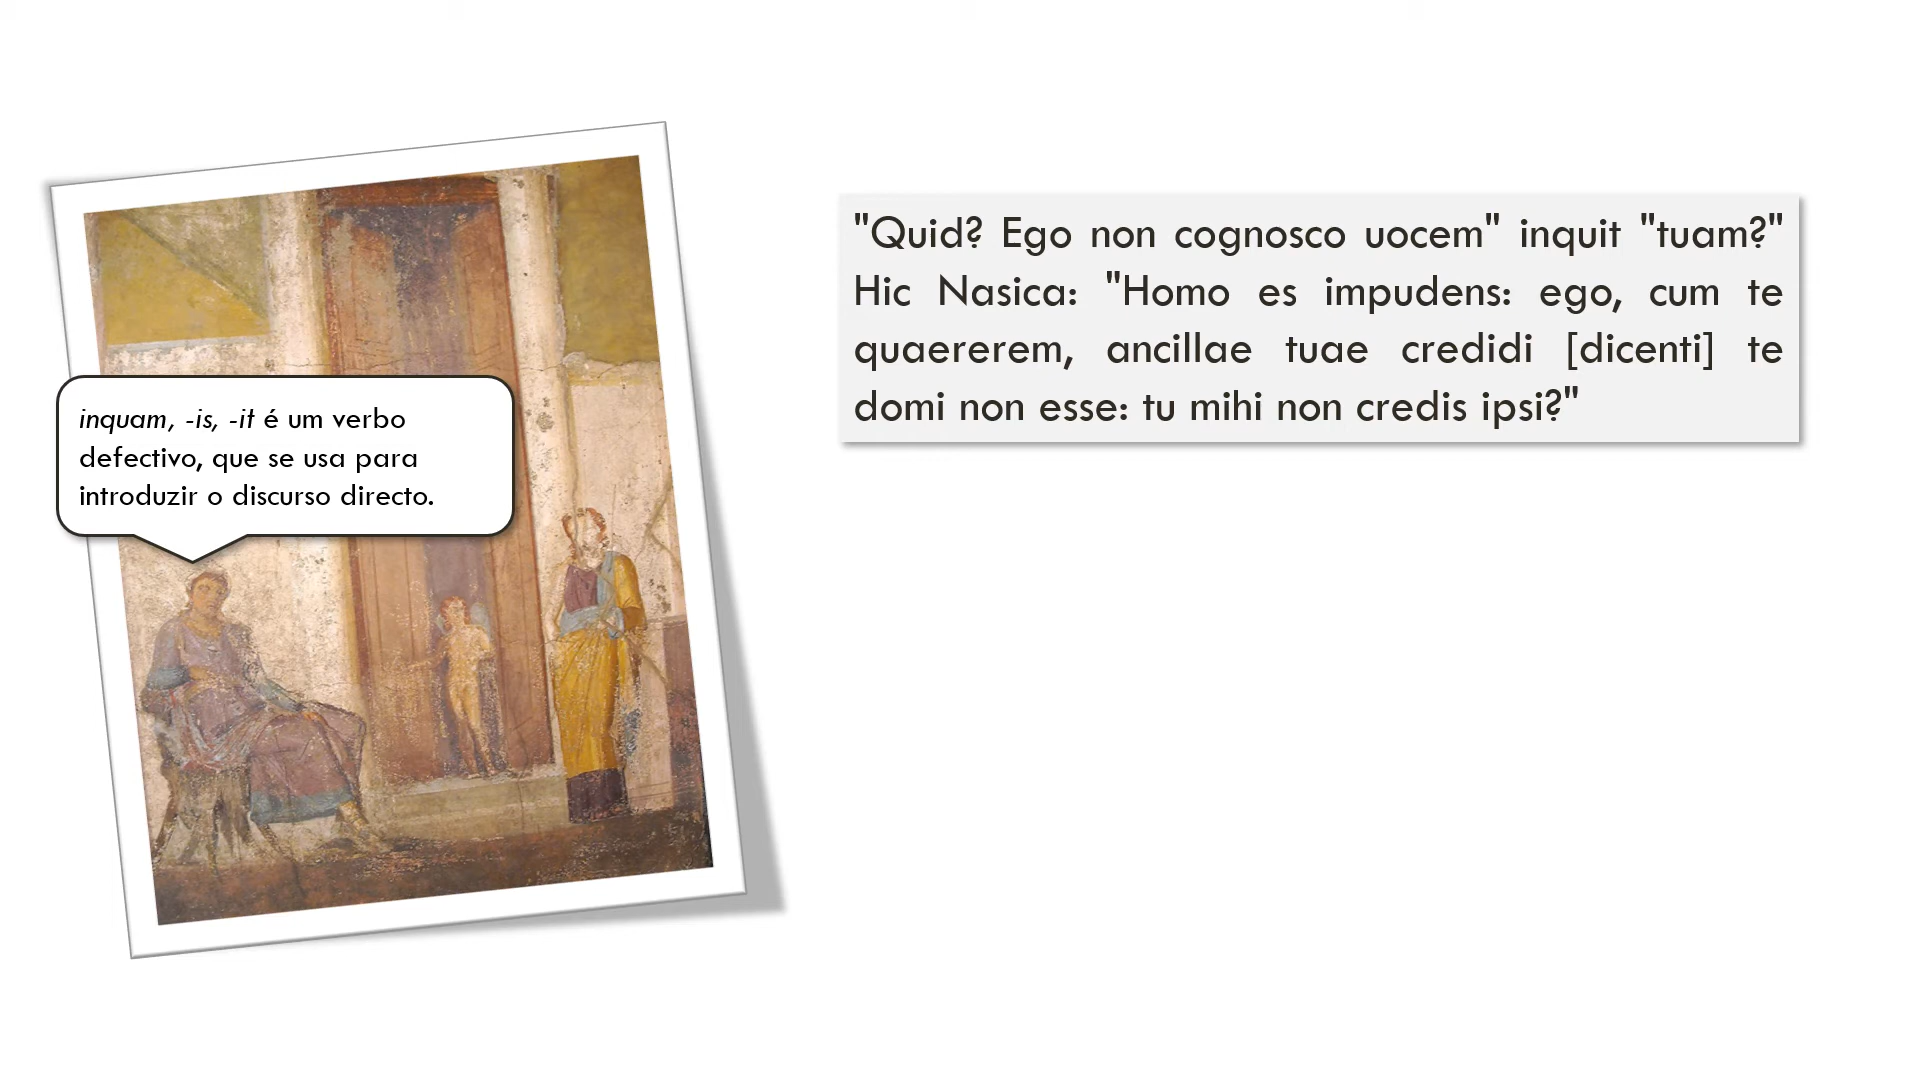 "Quid? Ego non cognosco uocem" inquit "tuam?"
Hic Nasica: "Homo es impudens: ego, cum te
quaererem, ancillae tuae credidi [dicenti] te
domi non esse: tu mihi non credis ipsi?"
inquam, -is, -it é um verbo
defectivo, que se usa para
introduzir o discurso directo.